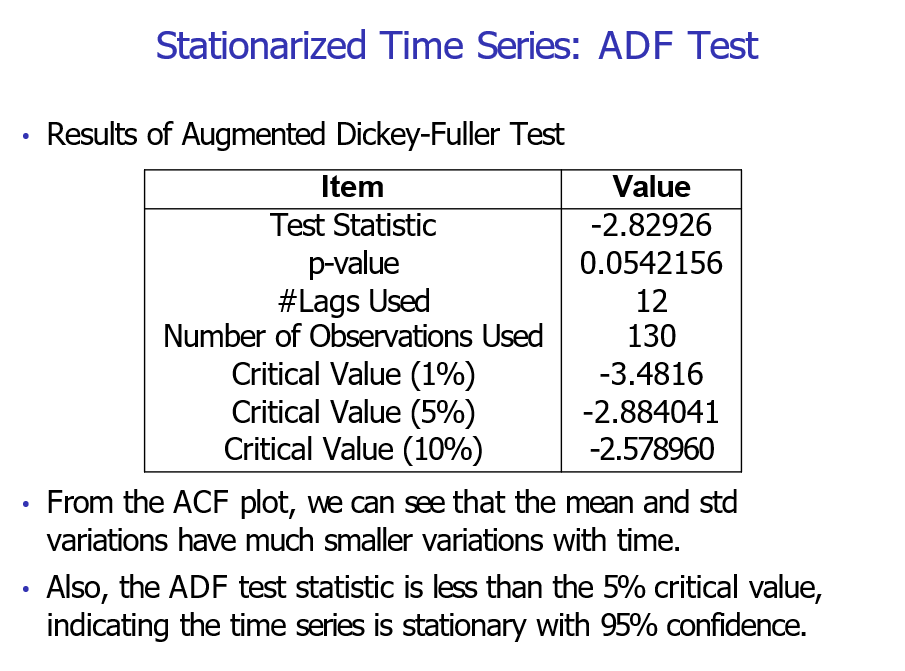 Stationarized Time Series: ADF Test
• Results of Augmented Dickey-Fuller Test
Item Value
Test Statistic -2.82926
p-value 0.0542156
#Lags Used 12
Number of Observations Used 130
Critical Value (1%) -3.4816
Critical Value (5%) -2.884041
Critical Value (10%) -2.578960
• From the ACF plot, we can see that the mean and std
variations have much smaller variations with time.
• Also, the ADF test statistic is less than the 5% critical value,
indicating the time series is stationary with 95% confidence.